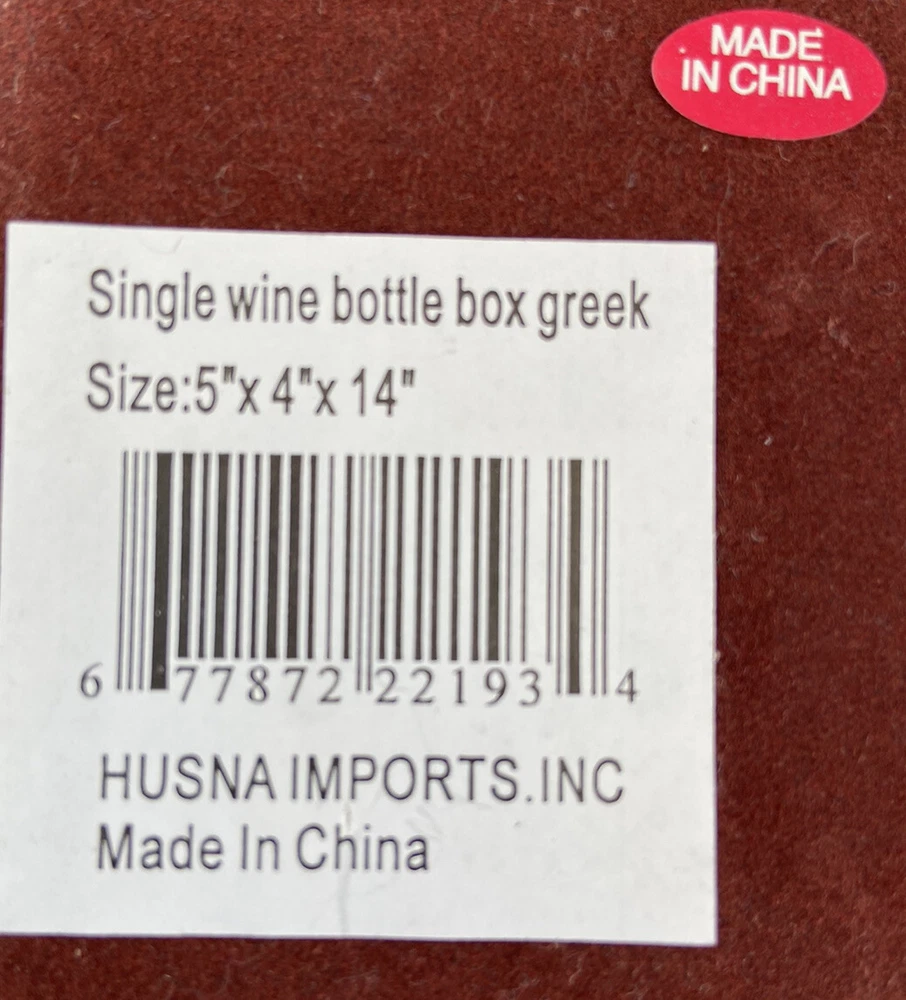 MADE
IN CHINA
Single wine bottle box greek
Size:5"x 4"x 14"
6 77872 22193 4
HUSNA IMPORTS.INC
Made In China